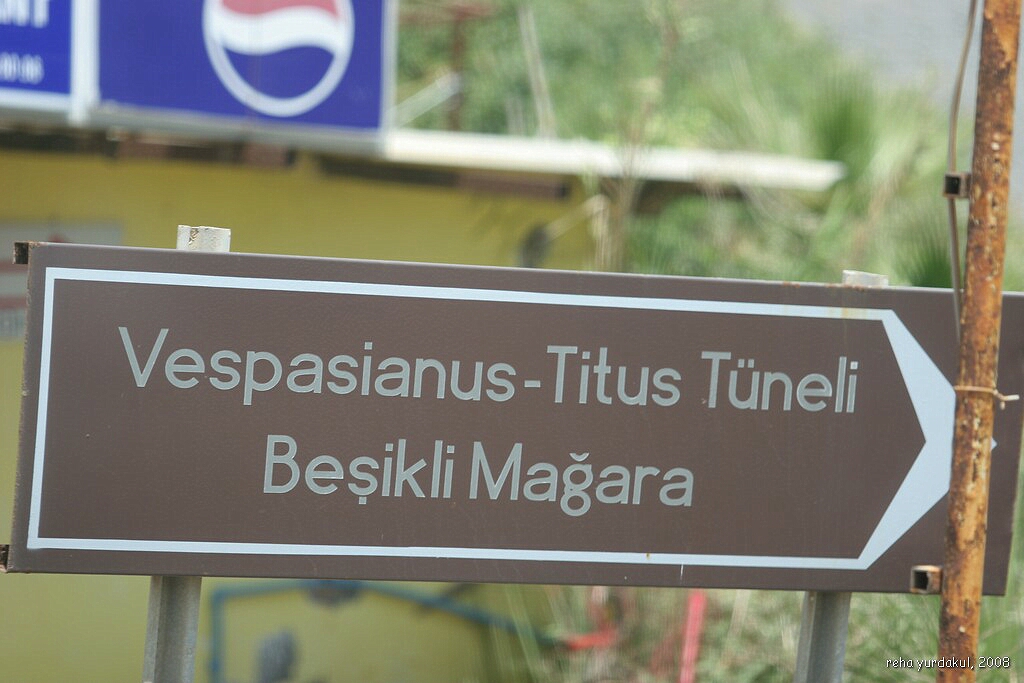 Vespasianus-Titus Tüneli
Beşikli Mağara
reha yurdakul, 2008